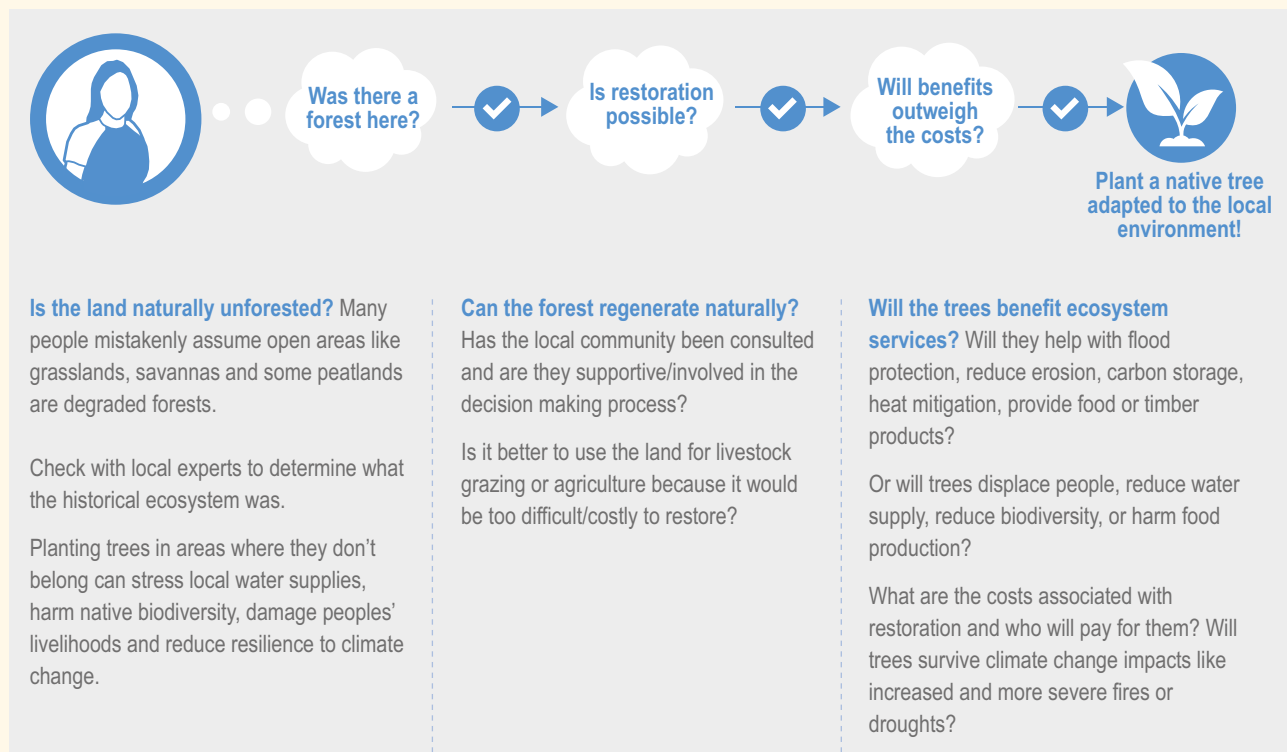 Was there a
forest here?
Is restoration
possible?
Will benefits
outweigh
the costs?
Plant a native tree
adapted to the local
environment!
Is the land naturally unforested? Many
people mistakenly assume open areas like
grasslands, savannas and some peatlands
are degraded forests.
Check with local experts to determine what
the historical ecosystem was.
Planting trees in areas where they don’t
belong can stress local water supplies,
harm native biodiversity, damage peoples’
livelihoods and reduce resilience to climate
change.
Can the forest regenerate naturally?
Has the local community been consulted
and are they supportive/involved in the
decision making process?
Is it better to use the land for livestock
grazing or agriculture because it would
be too difficult/costly to restore?
Will the trees benefit ecosystem
services? Will they help with flood
protection, reduce erosion, carbon storage,
heat mitigation, provide food or timber
products?
Or will trees displace people, reduce water
supply, reduce biodiversity, or harm food
production?
What are the costs associated with
restoration and who will pay for them? Will
trees survive climate change impacts like
increased and more severe fires or
droughts?